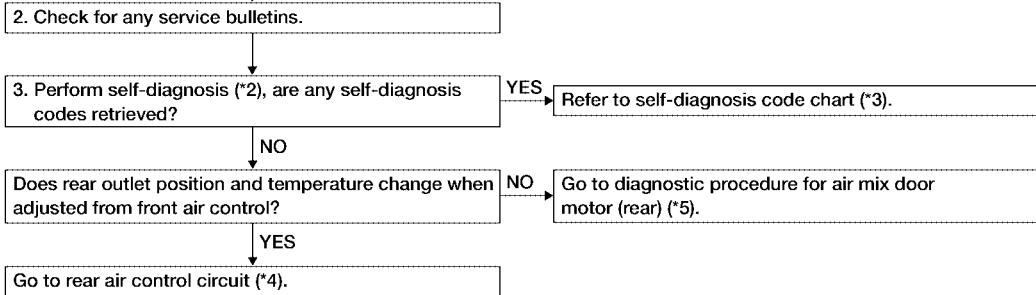 2. Check for any service bulletins.
3. Perform self-diagnosis (*2), are any self-diagnosis
codes retrieved?
YES
Refer to self-diagnosis code chart (*3).
NO
Does rear outlet position and temperature change when
adjusted from front air control?
NO
Go to diagnostic procedure for air mix door
motor (rear) (*5).
YES
Go to rear air control circuit (*4).